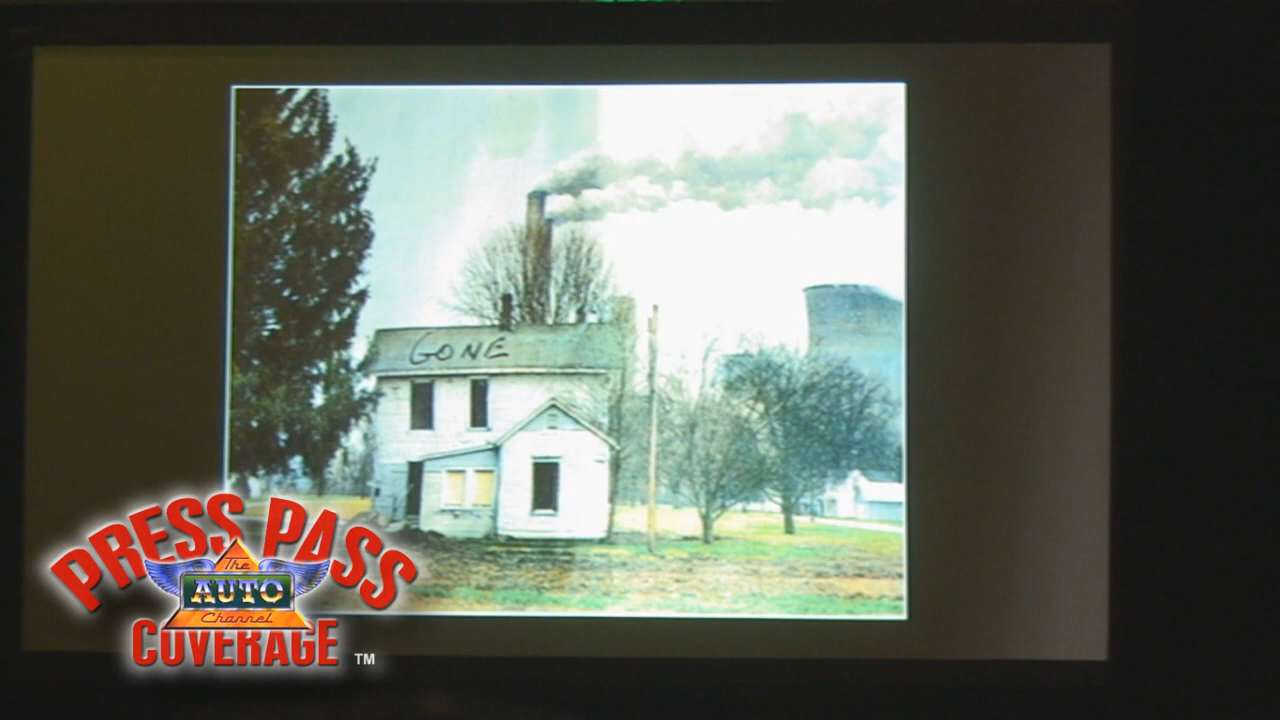 GONE
PRESS PASS
The
AUTO
Channel
COVERAGE ™